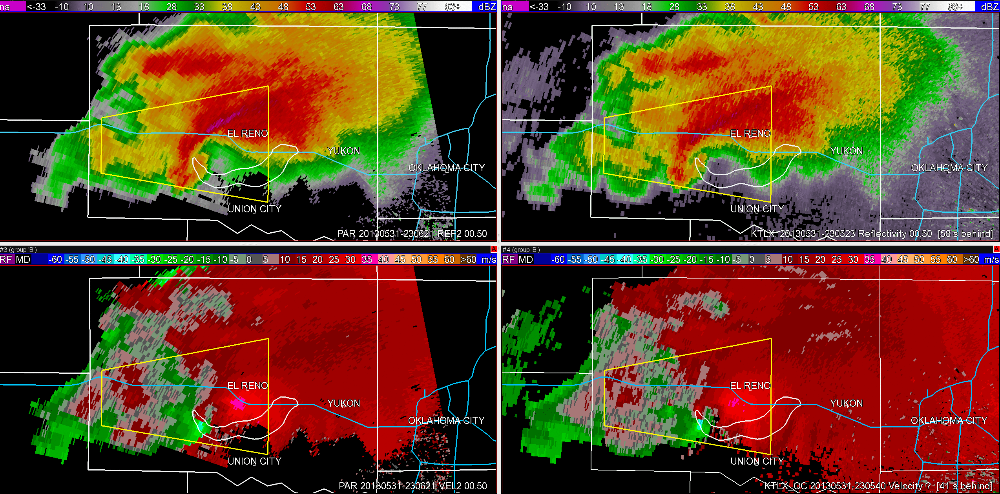 na <-33 -10 10 13 18 28 33 38 43 48 53 63 68 73 77 93+ dBZ
EL RENO
YUKON
OKLAHOMA CITY
UNION CITY
PAR 20130531-230621 REF2 00.50
na <-33 -10 10 13 18 28 33 38 43 48 53 63 68 73 77 93+ dBZ
EL RENO
YUKON
OKLAHOMA CITY
UNION CITY
KTLX. 20130531-230523 Reflectivity 00.50 [58 s behind]
#3 (group 'B') A
RF MD -60 -55 -50 -45 -40 -35 -30 -25 -20 -15 -10 -5 0 5 10 15 20 25 30 35 40 45 50 55 60 >60 m/s
EL RENO
YUKON
OKLAHOMA CITY
UNION CITY
PAR 20130531-230621 VEL2 00.50
#4 (group 'B') A
RF MD -60 -55 -50 -45 -40 -35 -30 -25 -20 -15 -10 -5 0 5 10 15 20 25 30 35 40 45 50 55 60 >60 m/s
EL RENO
YUKON
OKLAHOMA CITY
UNION CITY
KTLX_QC 20130531-230540 Velocity ? [41 s behind]